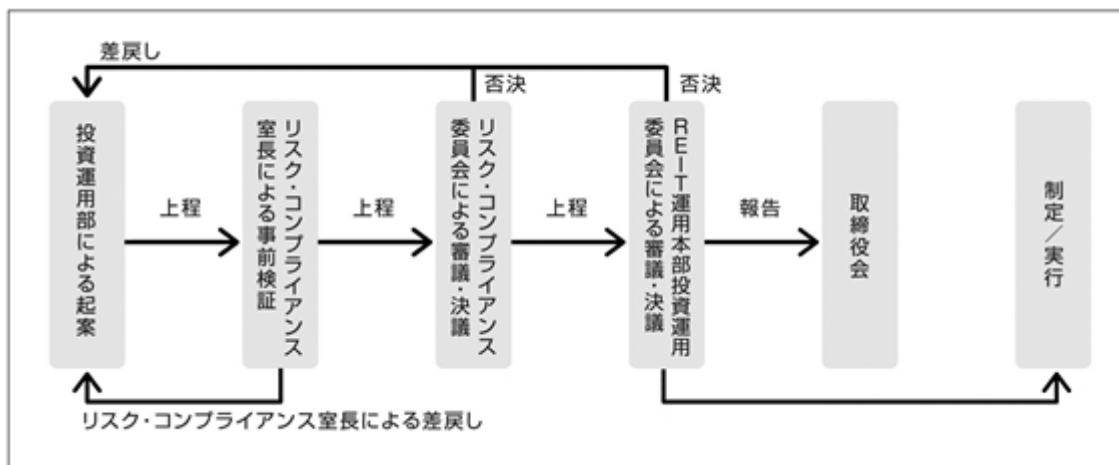 差戻し
否決
否決
投資運用部による起案
上程
リスク・コンプライアンス
室長による事前検証
上程
リスク・コンプライアンス
委員会による審議・決議
上程
REIT運用本部投資運用
委員会による審議・決議
報告
取締役会
制定／実行
リスク・コンプライアンス室長による差戻し